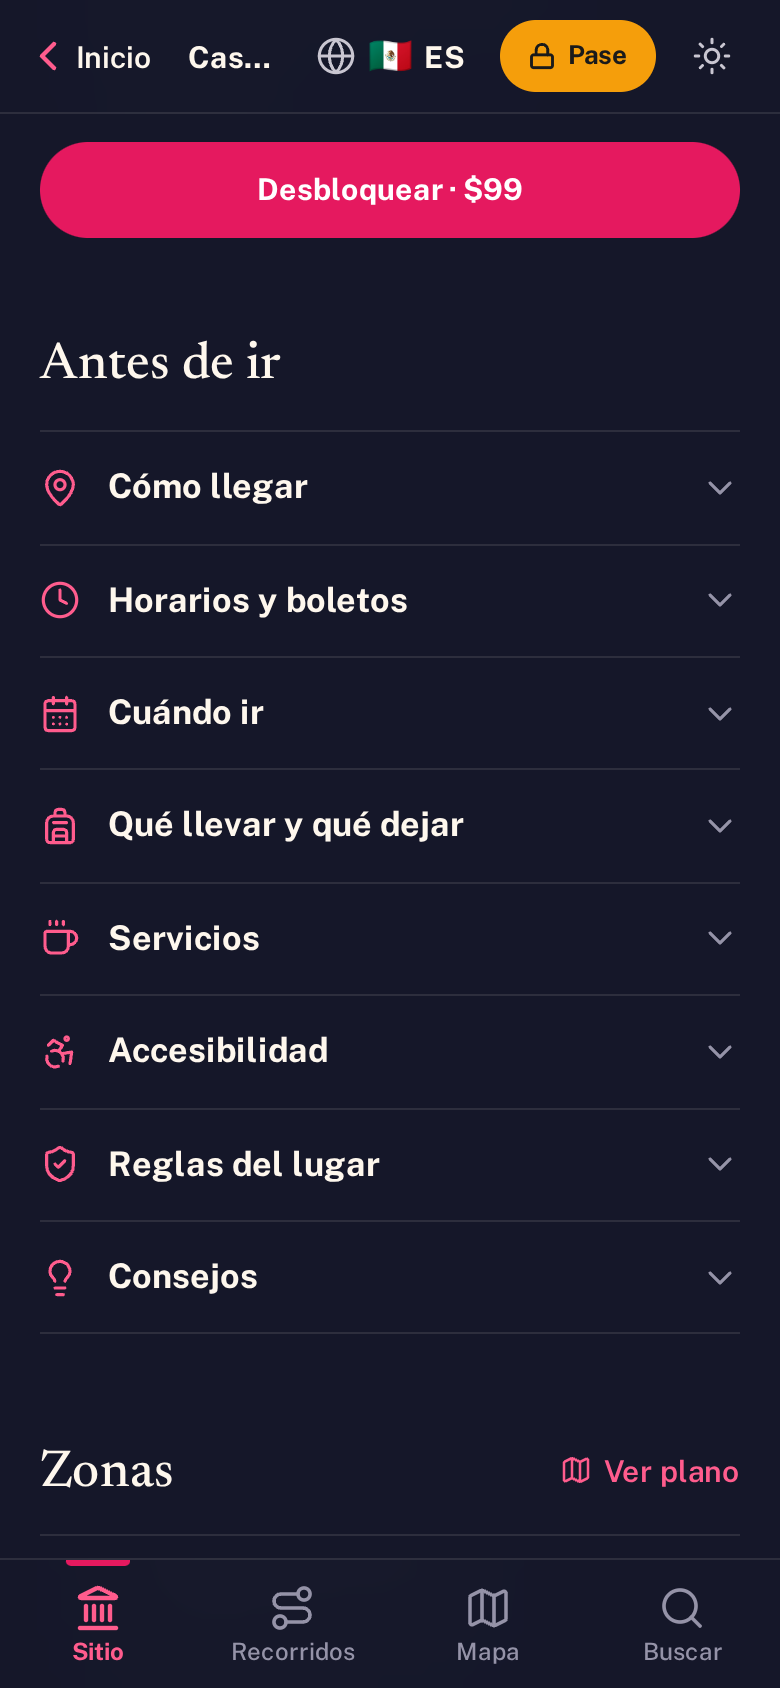 Inicio Cas... ES Pase
Desbloquear · $99
Antes de ir
Cómo llegar
Horarios y boletos
Cuándo ir
Qué llevar y qué dejar
Servicios
Accesibilidad
Reglas del lugar
Consejos
Zonas Ver plano
Sitio Recorridos Mapa Buscar